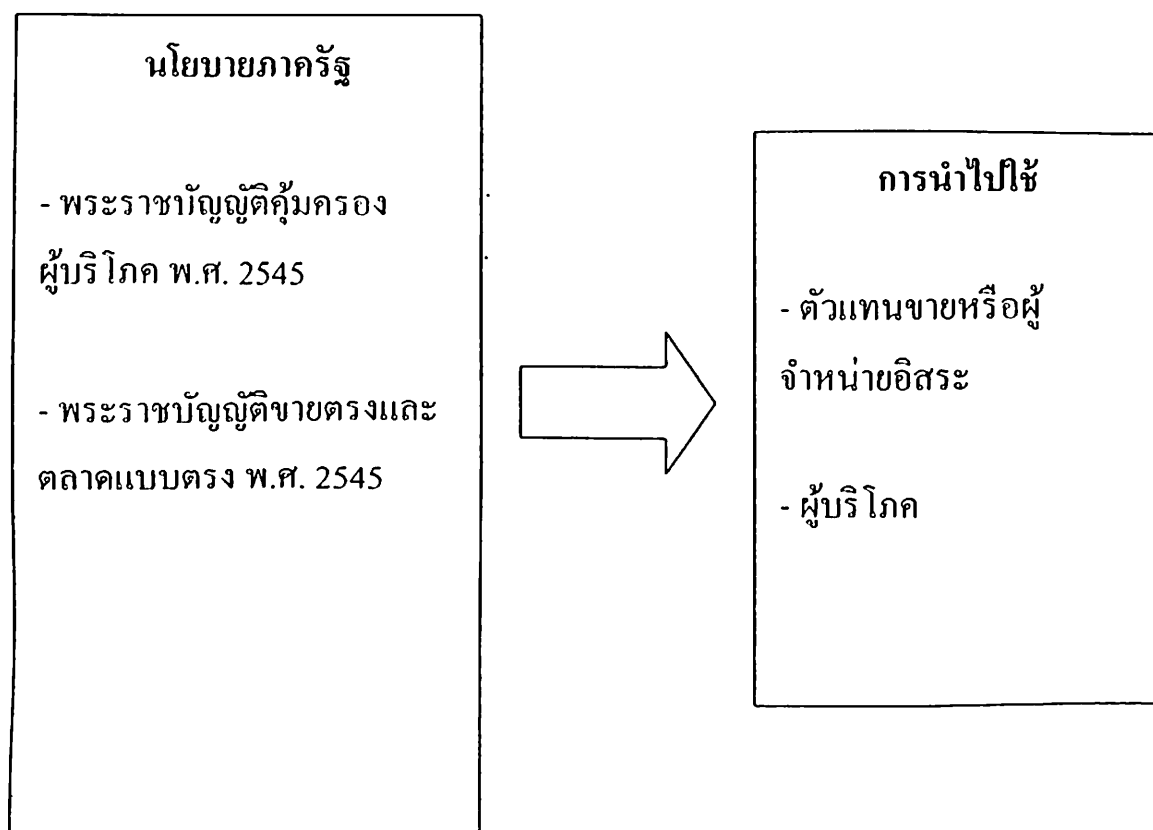 นโยบายภาครัฐ
- พระราชบัญญัติคุ้มครอง
ผู้บริโภค พ.ศ. 2545
- พระราชบัญญัติขายตรงและ
ตลาดแบบตรง พ.ศ. 2545
การนำไปใช้
- ตัวแทนขายหรือผู้
จำหน่ายอิสระ
- ผู้บริโภค